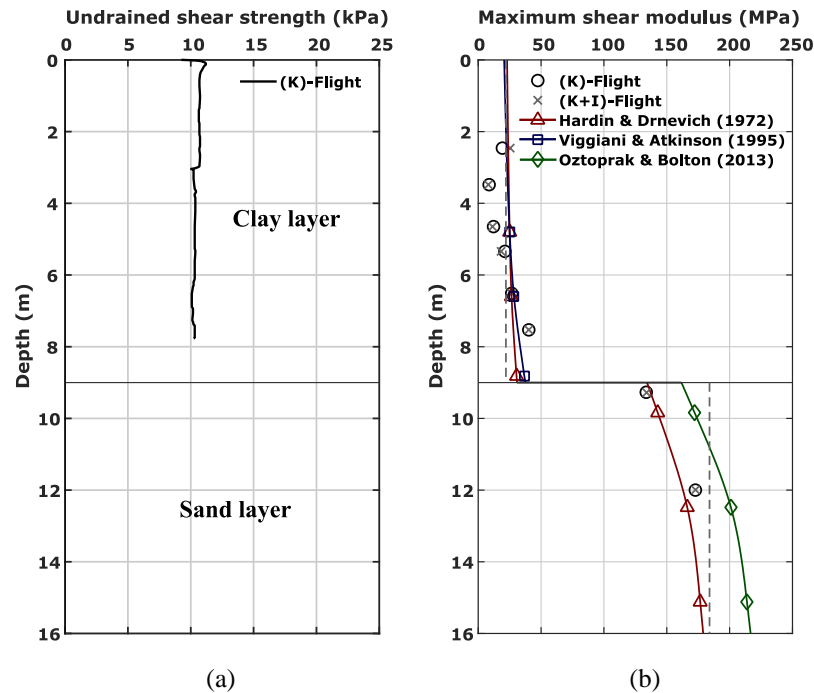 Undrained shear strength (kPa)
0 5 10 15 20 25
0
2
4
6
8
10
12
14
16
Depth (m)
(K)-Flight
Clay layer
Sand layer
(a)
Maximum shear modulus (MPa)
0 50 100 150 200 250
0
2
4
6
8
10
12
14
16
Depth (m)
(K)-Flight
(K+I)-Flight
Hardin & Drnevich (1972)
Viggiani & Atkinson (1995)
Oztoprak & Bolton (2013)
(b)